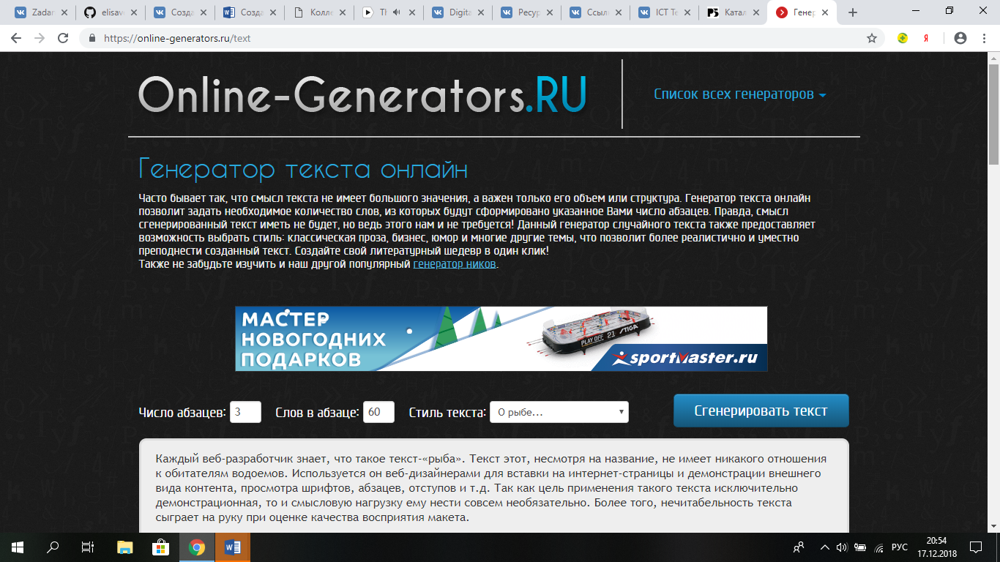 Zadan
elisave
Созда
Созда
Колле
Th
Digita
Ресур
Ссыл
ICT Te
Катал
Генер
https://online-generators.ru/text
Online-Generators.RU
Список всех генераторов
Генератор текста онлайн
Часто бывает так, что смысл текста не имеет большого значения, а важен только его объем или структура. Генератор текста онлайн
позволит задать необходимое количество слов, из которых будут сформировано указанное Вами число абзацев. Правда, смысл
сгенерированный текст иметь не будет, но ведь этого нам и не требуется! Данный генератор случайного текста также предоставляет
возможность выбрать стиль: классическая проза, бизнес, юмор и многие другие темы, что позволит более реалистично и уместно
преподнести созданный текст. Создайте свой литературный шедевр в один клик!
Также не забудьте изучить и наш другой популярный генератор ников.
МАСТЕР
НОВОГОДНИХ
ПОДАРКОВ
PLAY OFF 21 STIGA
sportmaster.ru
Число абзацев: 3 Слов в абзаце: 60 Стиль текста: О рыбе... Сгенерировать текст
Каждый веб-разработчик знает, что такое текст-«рыба». Текст этот, несмотря на название, не имеет никакого отношения
к обитателям водоемов. Используется он веб-дизайнерами для вставки на интернет-страницы и демонстрации внешнего
вида контента, просмотра шрифтов, абзацев, отступов и т.д. Так как цель применения такого текста исключительно
демонстрационная, то и смысловую нагрузку ему нести совсем необязательно. Более того, нечитабельность текста
сыграет на руку при оценке качества восприятия макета.
РУС
20:54
17.12.2018